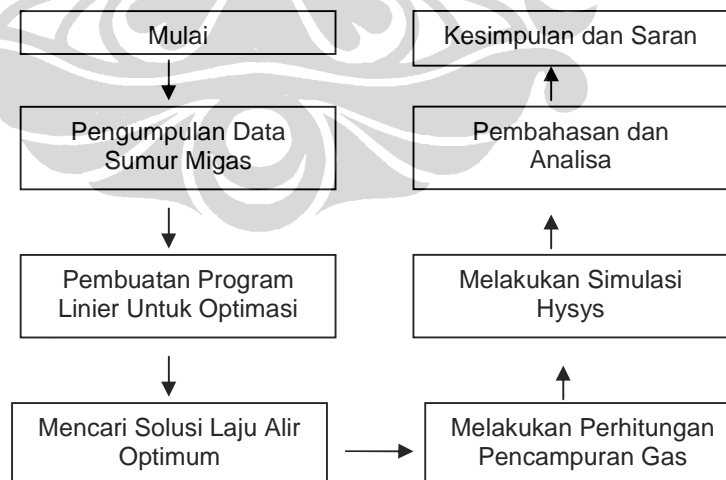 Mulai
Pengumpulan Data
Sumur Migas
Pembuatan Program
Linier Untuk Optimasi
Mencari Solusi Laju Alir
Optimum
Melakukan Perhitungan
Pencampuran Gas
Melakukan Simulasi
Hysys
Pembahasan dan
Analisa
Kesimpulan dan Saran